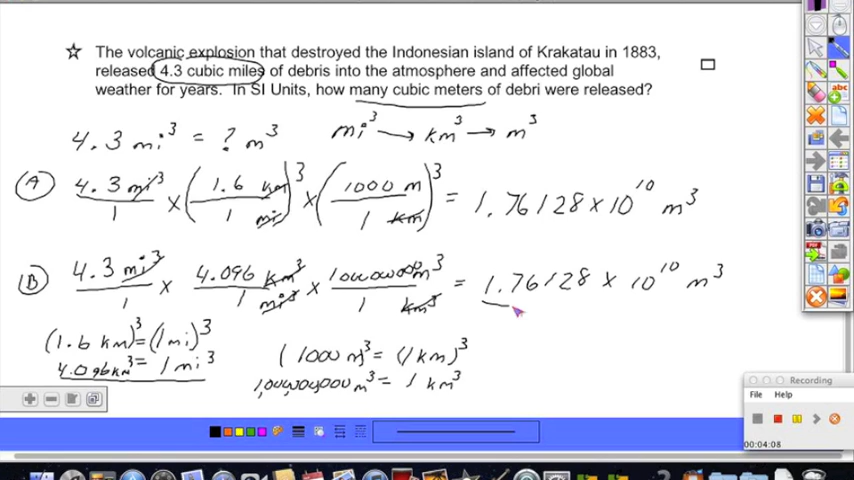 The volcanic explosion that destroyed the Indonesian island of Krakatau in 1883,
released 4.3 cubic miles of debris into the atmosphere and affected global
weather for years. In SI Units, how many cubic meters of debri were released?
4.3 mi³ = ? m³ mi³ → km³ → m³
A 4.3 mi³/1 × (1.6 km/1 mi)³ × (1000 m/1 km)³ = 1.76128 × 10¹⁰ m³
B 4.3 mi³/1 × 4.096 km³/1 mi³ × 1000000000 m³/1 km³ = 1.76128 × 10¹⁰ m³
(1.6 km)³ = (1 mi)³
4.096 km³ = 1 mi³
(1000 m)³ = (1 km)³
1,000,000,000 m³ = 1 km³
abc
PDF
Recording
File Help
00:04:08